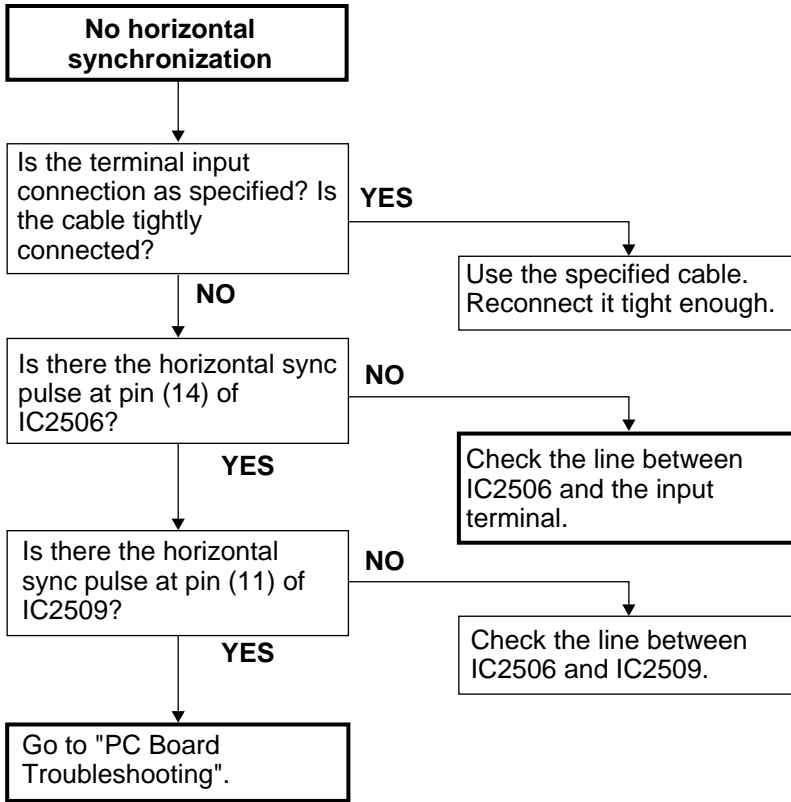 No horizontal
synchronization
Is the terminal input
connection as specified? Is
the cable tightly
connected?
YES
Use the specified cable.
Reconnect it tight enough.
NO
Is there the horizontal sync
pulse at pin (14) of
IC2506?
NO
Check the line between
IC2506 and the input
terminal.
YES
Is there the horizontal
sync pulse at pin (11) of
IC2509?
NO
Check the line between
IC2506 and IC2509.
YES
Go to "PC Board
Troubleshooting".